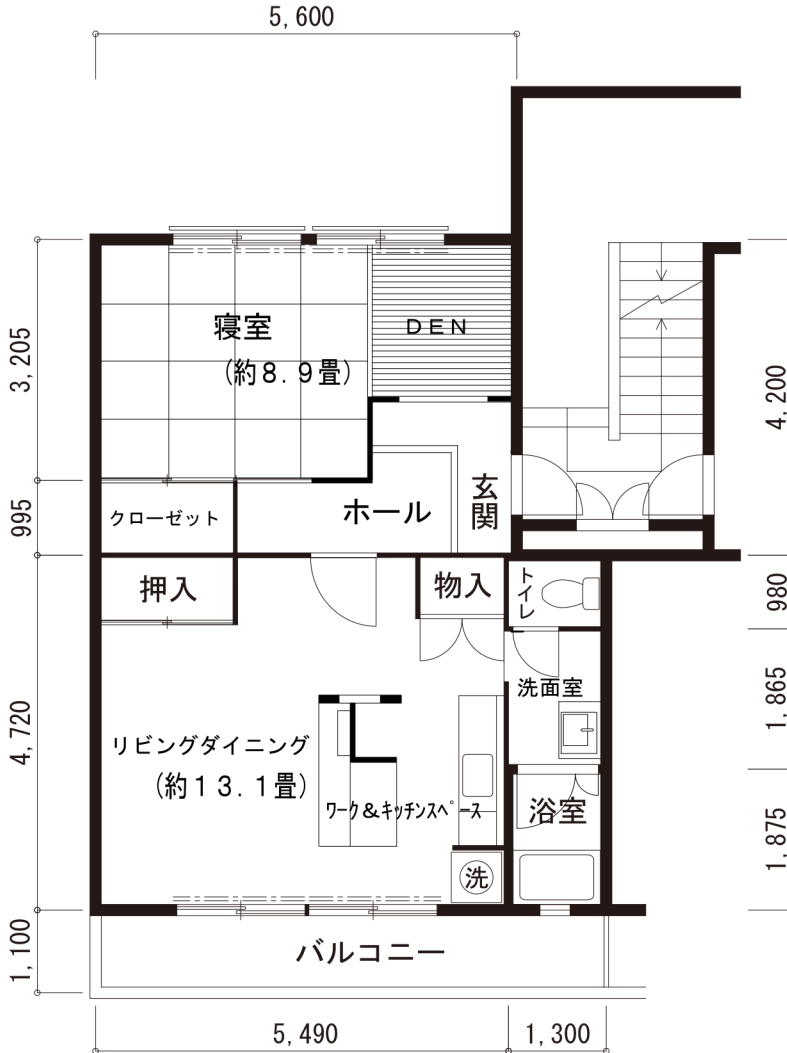 5,600
3,205
995
4,720
1,100
4,200
980
1,865
1,875
5,490
1,300
寝室
(約8.9畳)
DEN
クローゼット
ホール
玄関
押入
物入
トイレ
洗面室
リビングダイニング
(約13.1畳)
ワーク&キッチンスペース
浴室
洗
バルコニー